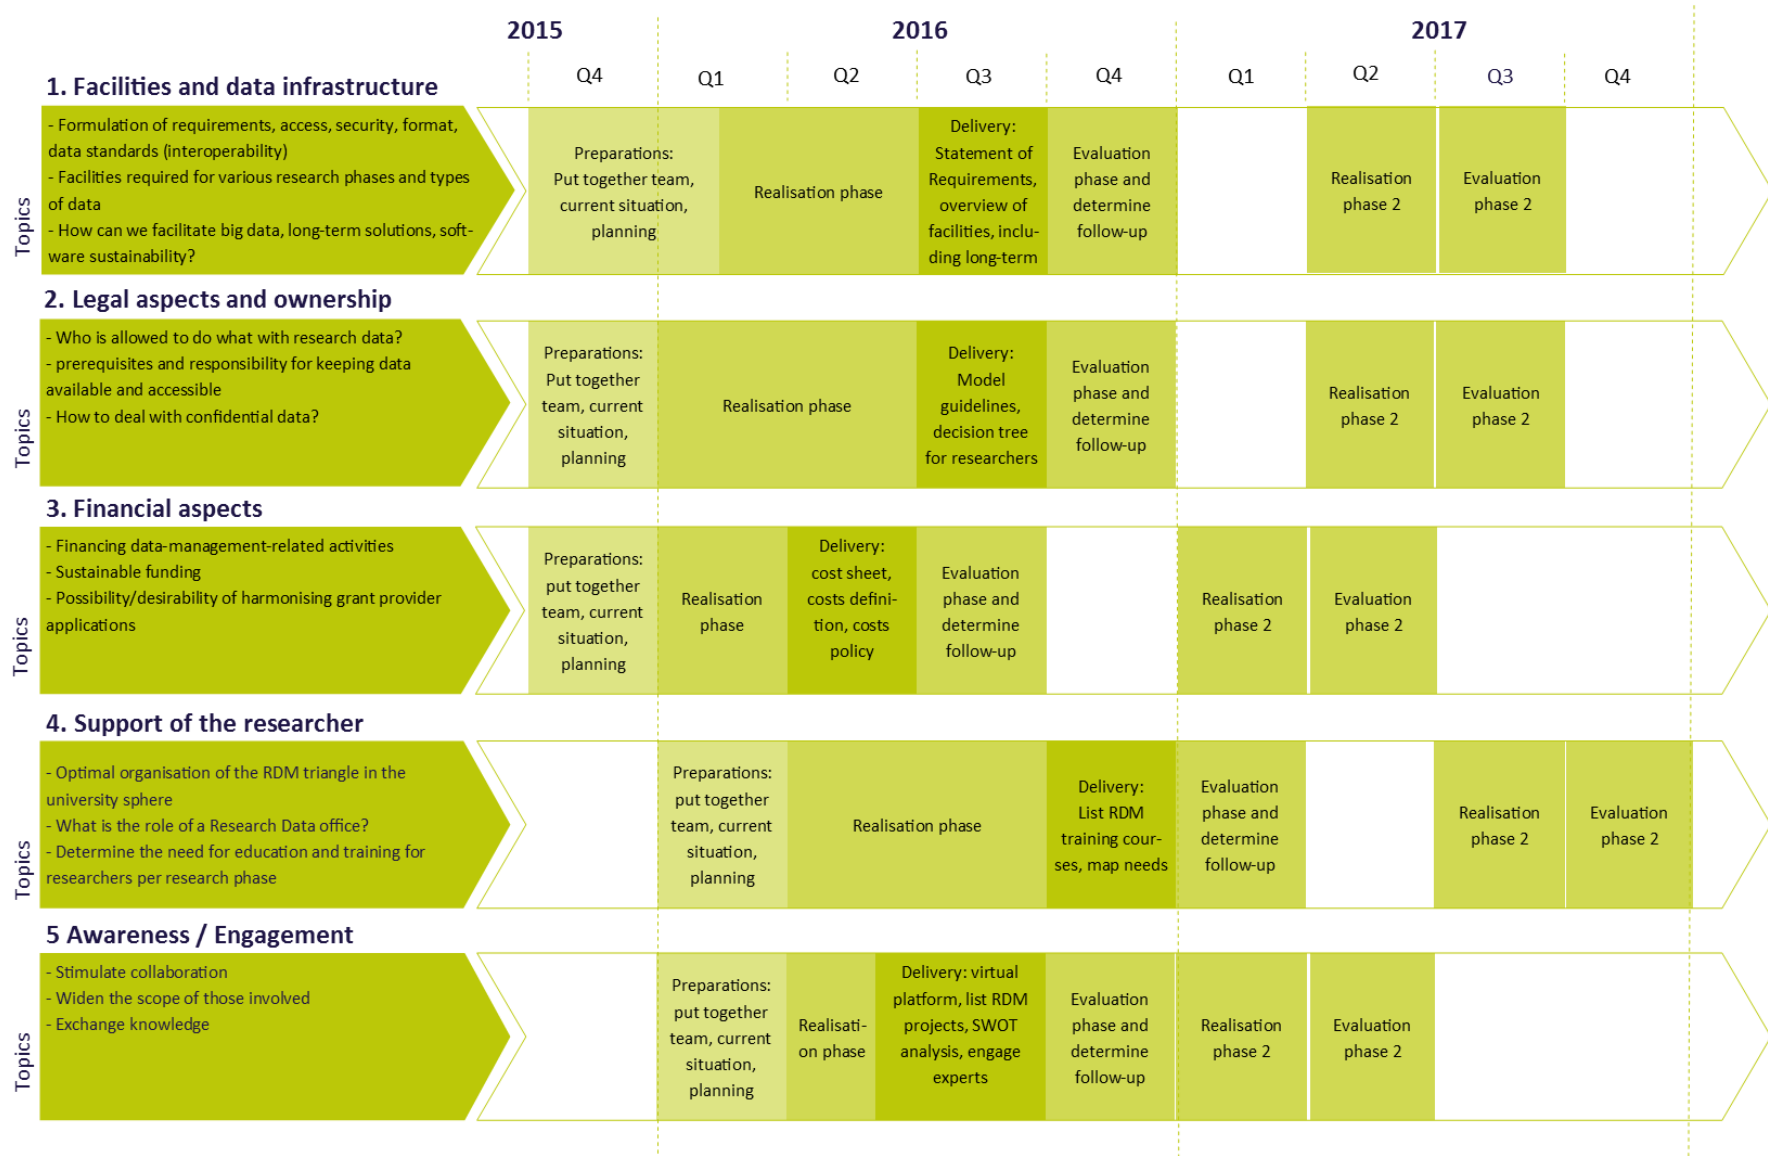 2015
2016
2017
Q4
Q1
Q2
Q3
Q4
Q1
Q2
Q3
Q4
1. Facilities and data infrastructure
Topics
- Formulation of requirements, access, security, format,
data standards (interoperability)
- Facilities required for various research phases and types
of data
- How can we facilitate big data, long-term solutions, soft-
ware sustainability?
Preparations:
Put together team,
current situation,
planning
Realisation phase
Delivery:
Statement of
Requirements,
overview of
facilities, inclu-
ding long-term
Evaluation
phase and
determine
follow-up
Realisation
phase 2
Evaluation
phase 2
2. Legal aspects and ownership
Topics
- Who is allowed to do what with research data?
- prerequisites and responsibility for keeping data
available and accessible
- How to deal with confidential data?
Preparations:
Put together
team, current
situation,
planning
Realisation phase
Delivery:
Model
guidelines,
decision tree
for researchers
Evaluation
phase and
determine
follow-up
Realisation
phase 2
Evaluation
phase 2
3. Financial aspects
Topics
- Financing data-management-related activities
- Sustainable funding
- Possibility/desirability of harmonising grant provider
applications
Preparations:
put together
team, current
situation,
planning
Realisation
phase
Delivery:
cost sheet,
costs defini-
tion, costs
policy
Evaluation
phase and
determine
follow-up
Realisation
phase 2
Evaluation
phase 2
4. Support of the researcher
Topics
- Optimal organisation of the RDM triangle in the
university sphere
- What is the role of a Research Data office?
- Determine the need for education and training for
researchers per research phase
Preparations:
put together
team, current
situation,
planning
Realisation phase
Delivery:
List RDM
training cour-
ses, map needs
Evaluation
phase and
determine
follow-up
Realisation
phase 2
Evaluation
phase 2
5 Awareness / Engagement
Topics
- Stimulate collaboration
- Widen the scope of those involved
- Exchange knowledge
Preparations:
put together
team, current
situation,
planning
Realisati-
on phase
Delivery: virtual
platform, list RDM
projects, SWOT
analysis, engage
experts
Evaluation
phase and
determine
follow-up
Realisation
phase 2
Evaluation
phase 2